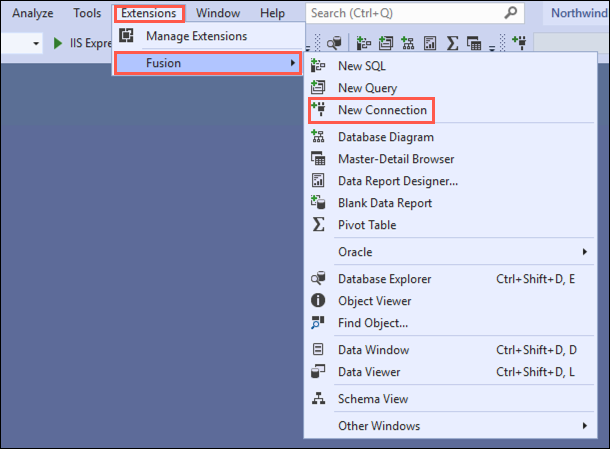 Analyze Tools Extensions Window Help Search (Ctrl+Q) Northwind
IIS Expre
Manage Extensions
Fusion
New SQL
New Query
New Connection
Database Diagram
Master-Detail Browser
Data Report Designer...
Blank Data Report
Pivot Table
Oracle
Database Explorer Ctrl+Shift+D, E
Object Viewer
Find Object...
Data Window Ctrl+Shift+D, D
Data Viewer Ctrl+Shift+D, L
Schema View
Other Windows